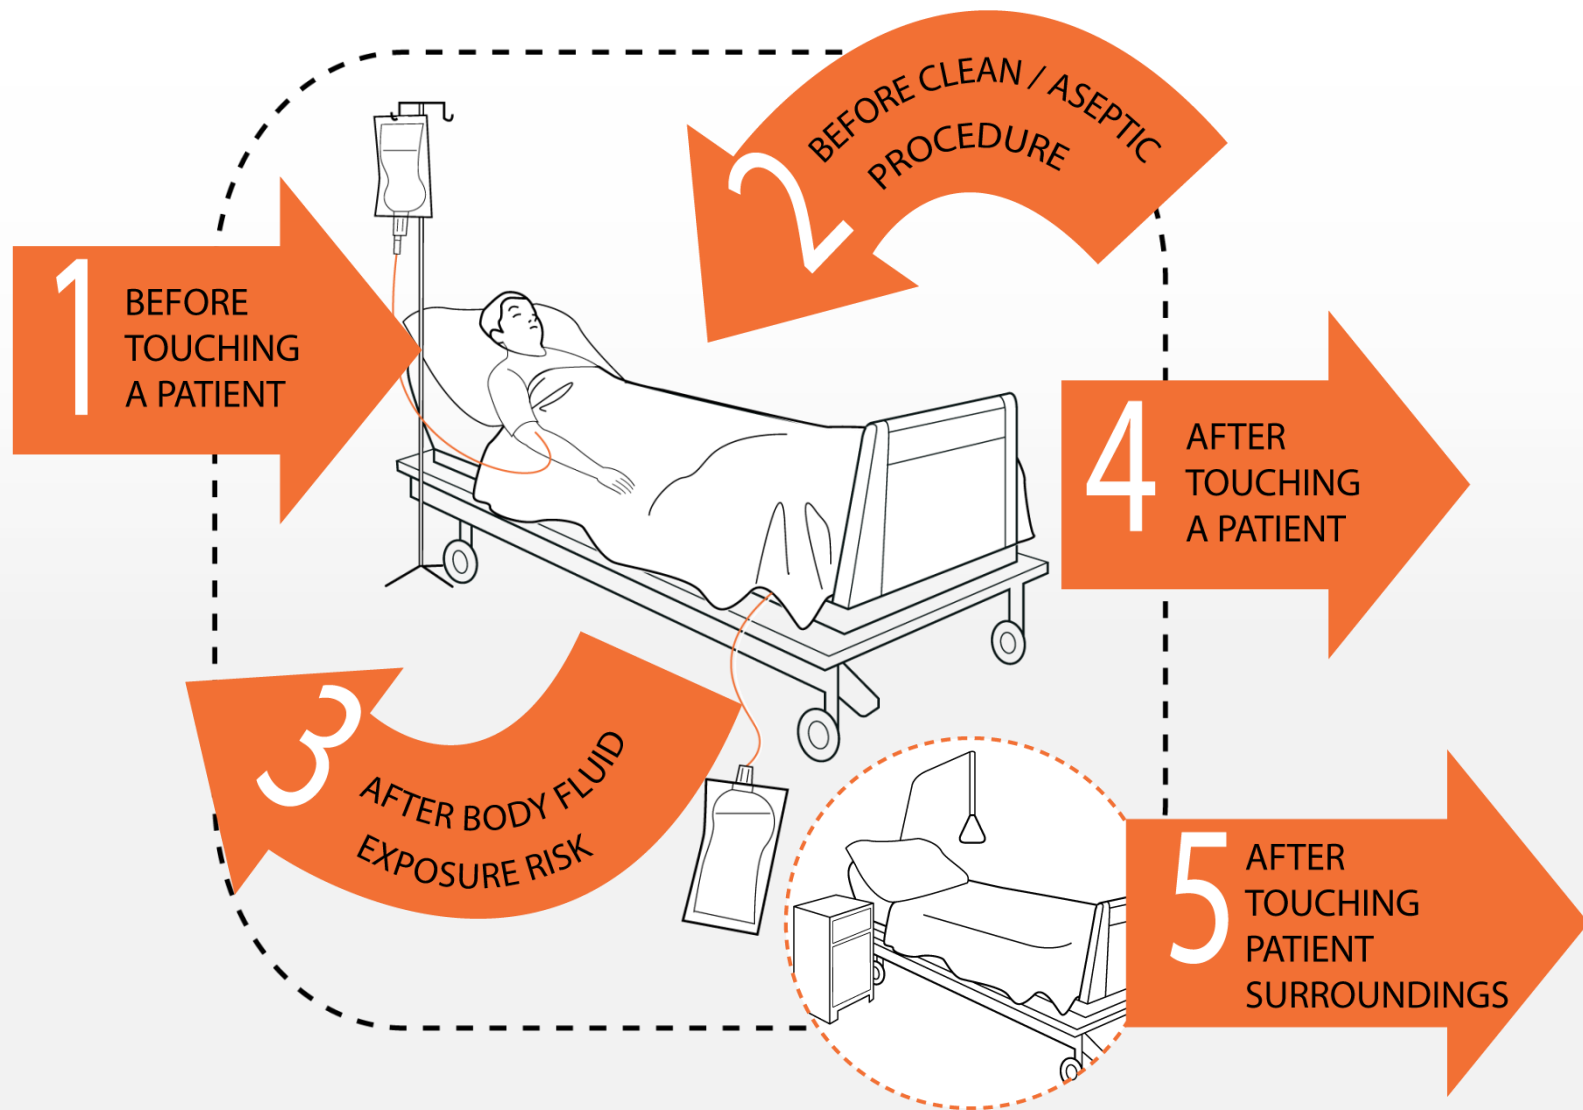 1
BEFORE
TOUCHING
A PATIENT
2
BEFORE CLEAN / ASEPTIC
PROCEDURE
3
AFTER BODY FLUID
EXPOSURE RISK
4
AFTER
TOUCHING
A PATIENT
5
AFTER
TOUCHING
PATIENT
SURROUNDINGS